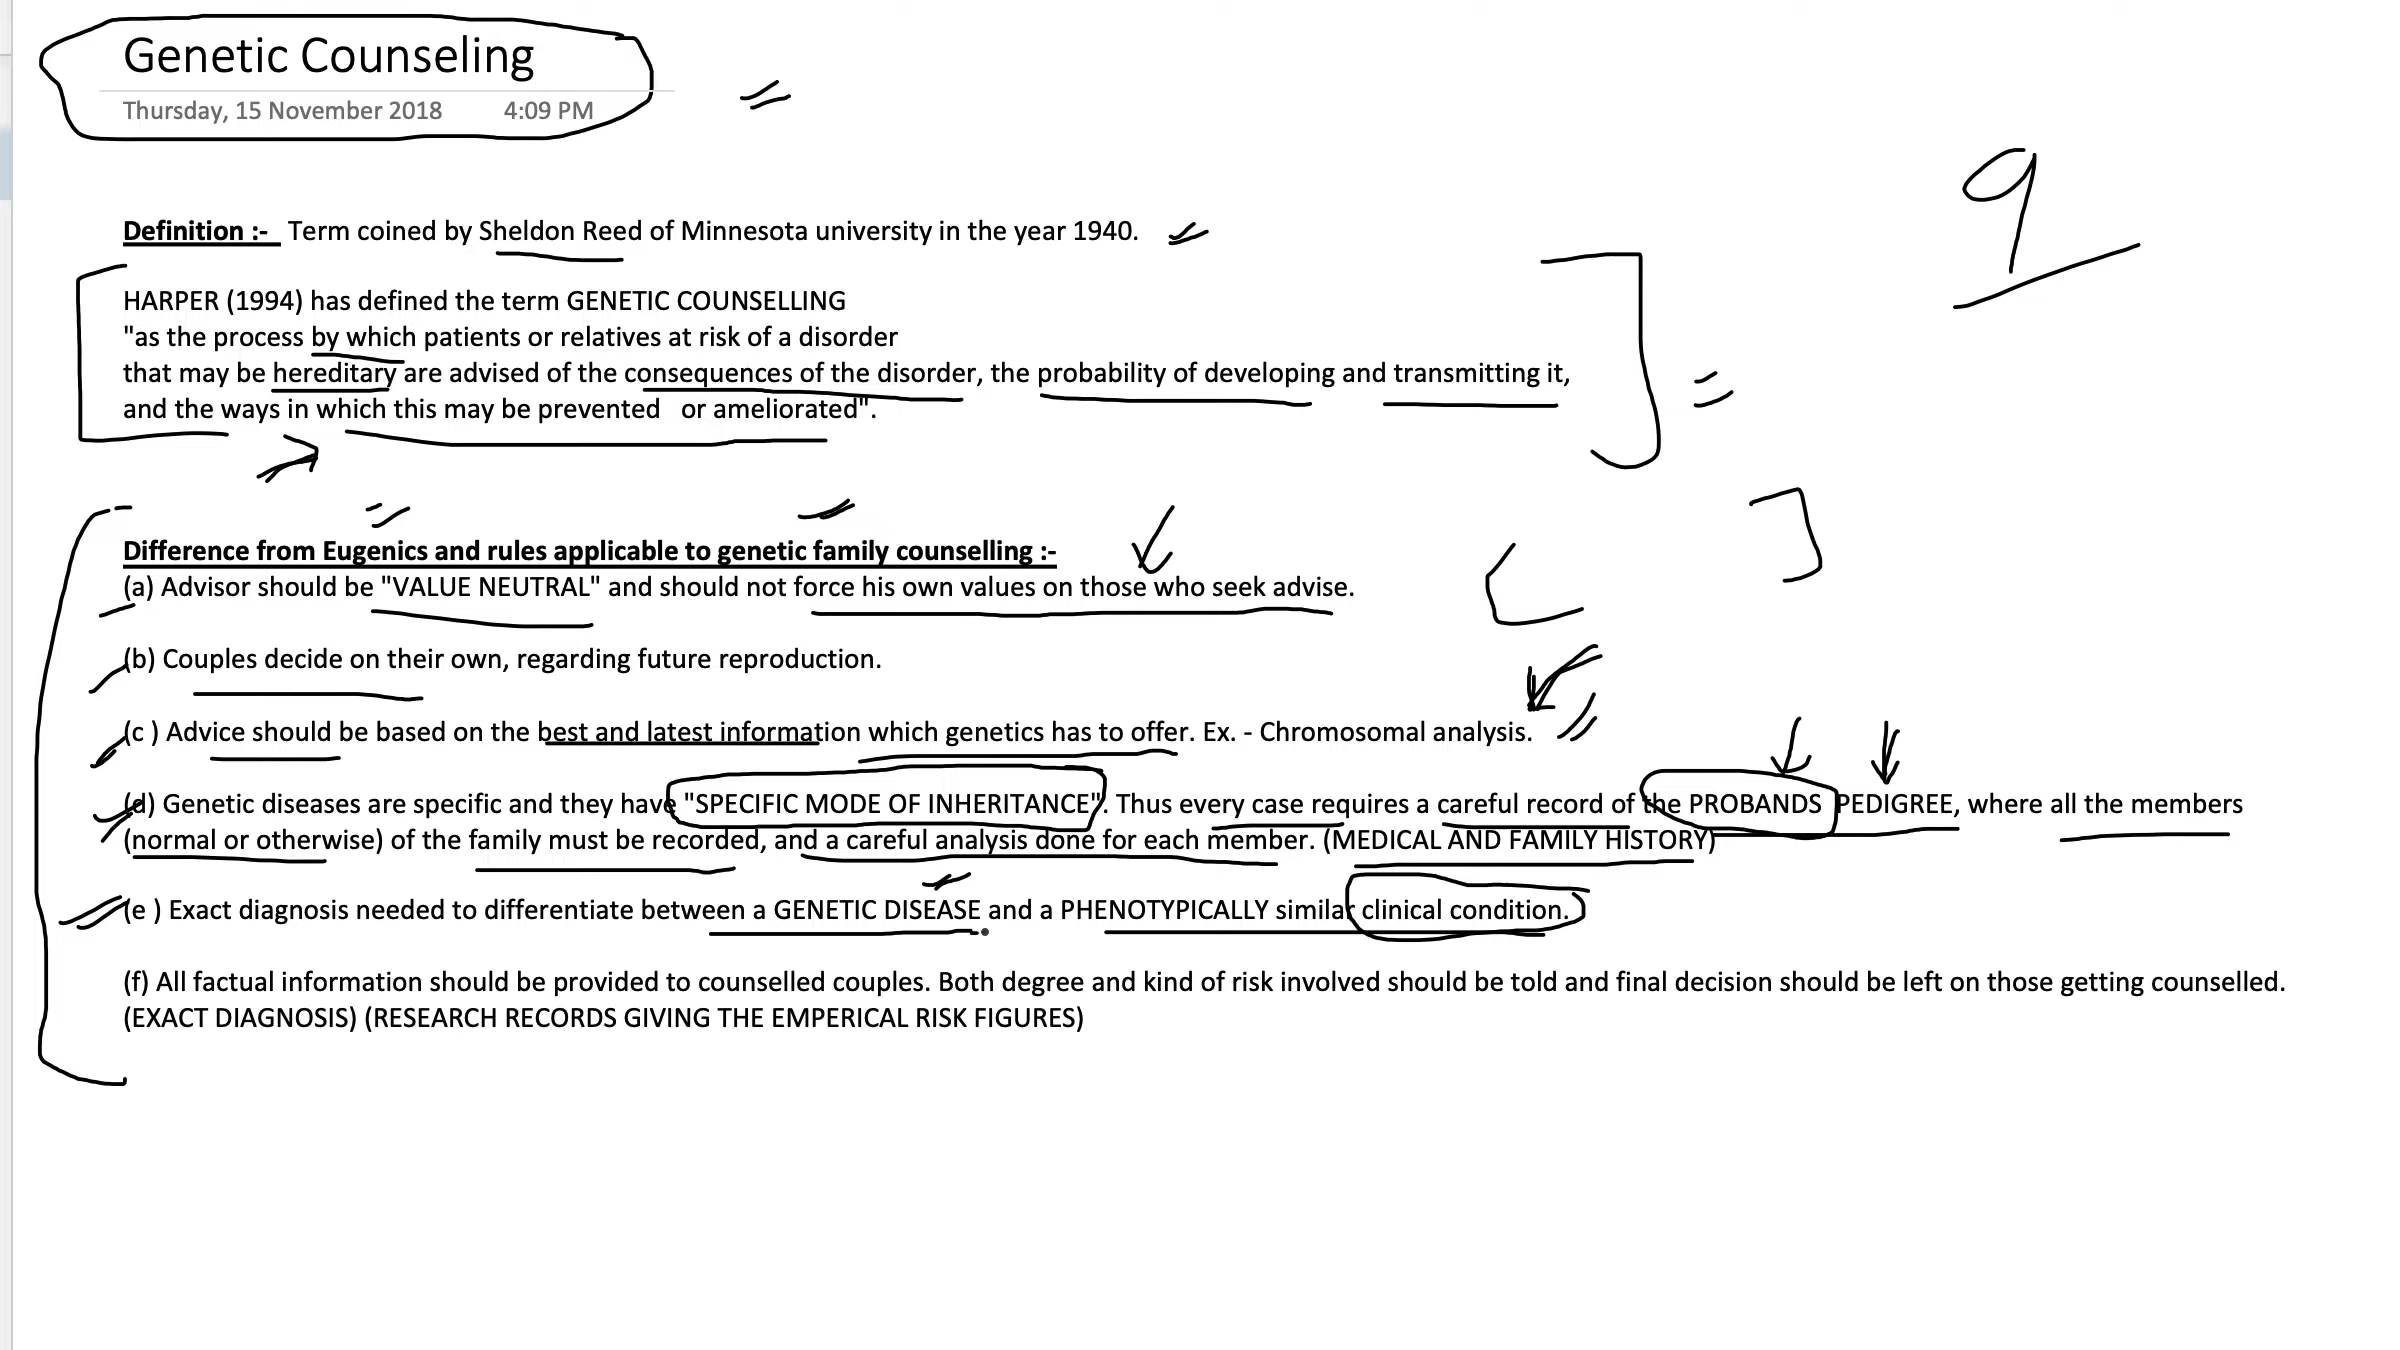 Genetic Counseling
Thursday, 15 November 2018 4:09 PM
9
Definition :- Term coined by Sheldon Reed of Minnesota university in the year 1940.
HARPER (1994) has defined the term GENETIC COUNSELLING
"as the process by which patients or relatives at risk of a disorder
that may be hereditary are advised of the consequences of the disorder, the probability of developing and transmitting it,
and the ways in which this may be prevented or ameliorated".
Difference from Eugenics and rules applicable to genetic family counselling :-
(a) Advisor should be "VALUE NEUTRAL" and should not force his own values on those who seek advise.
(b) Couples decide on their own, regarding future reproduction.
(c ) Advice should be based on the best and latest information which genetics has to offer. Ex. - Chromosomal analysis.
(d) Genetic diseases are specific and they have "SPECIFIC MODE OF INHERITANCE". Thus every case requires a careful record of the PROBANDS PEDIGREE, where all the members
(normal or otherwise) of the family must be recorded, and a careful analysis done for each member. (MEDICAL AND FAMILY HISTORY)
(e ) Exact diagnosis needed to differentiate between a GENETIC DISEASE and a PHENOTYPICALLY similar clinical condition.
(f) All factual information should be provided to counselled couples. Both degree and kind of risk involved should be told and final decision should be left on those getting counselled.
(EXACT DIAGNOSIS) (RESEARCH RECORDS GIVING THE EMPERICAL RISK FIGURES)